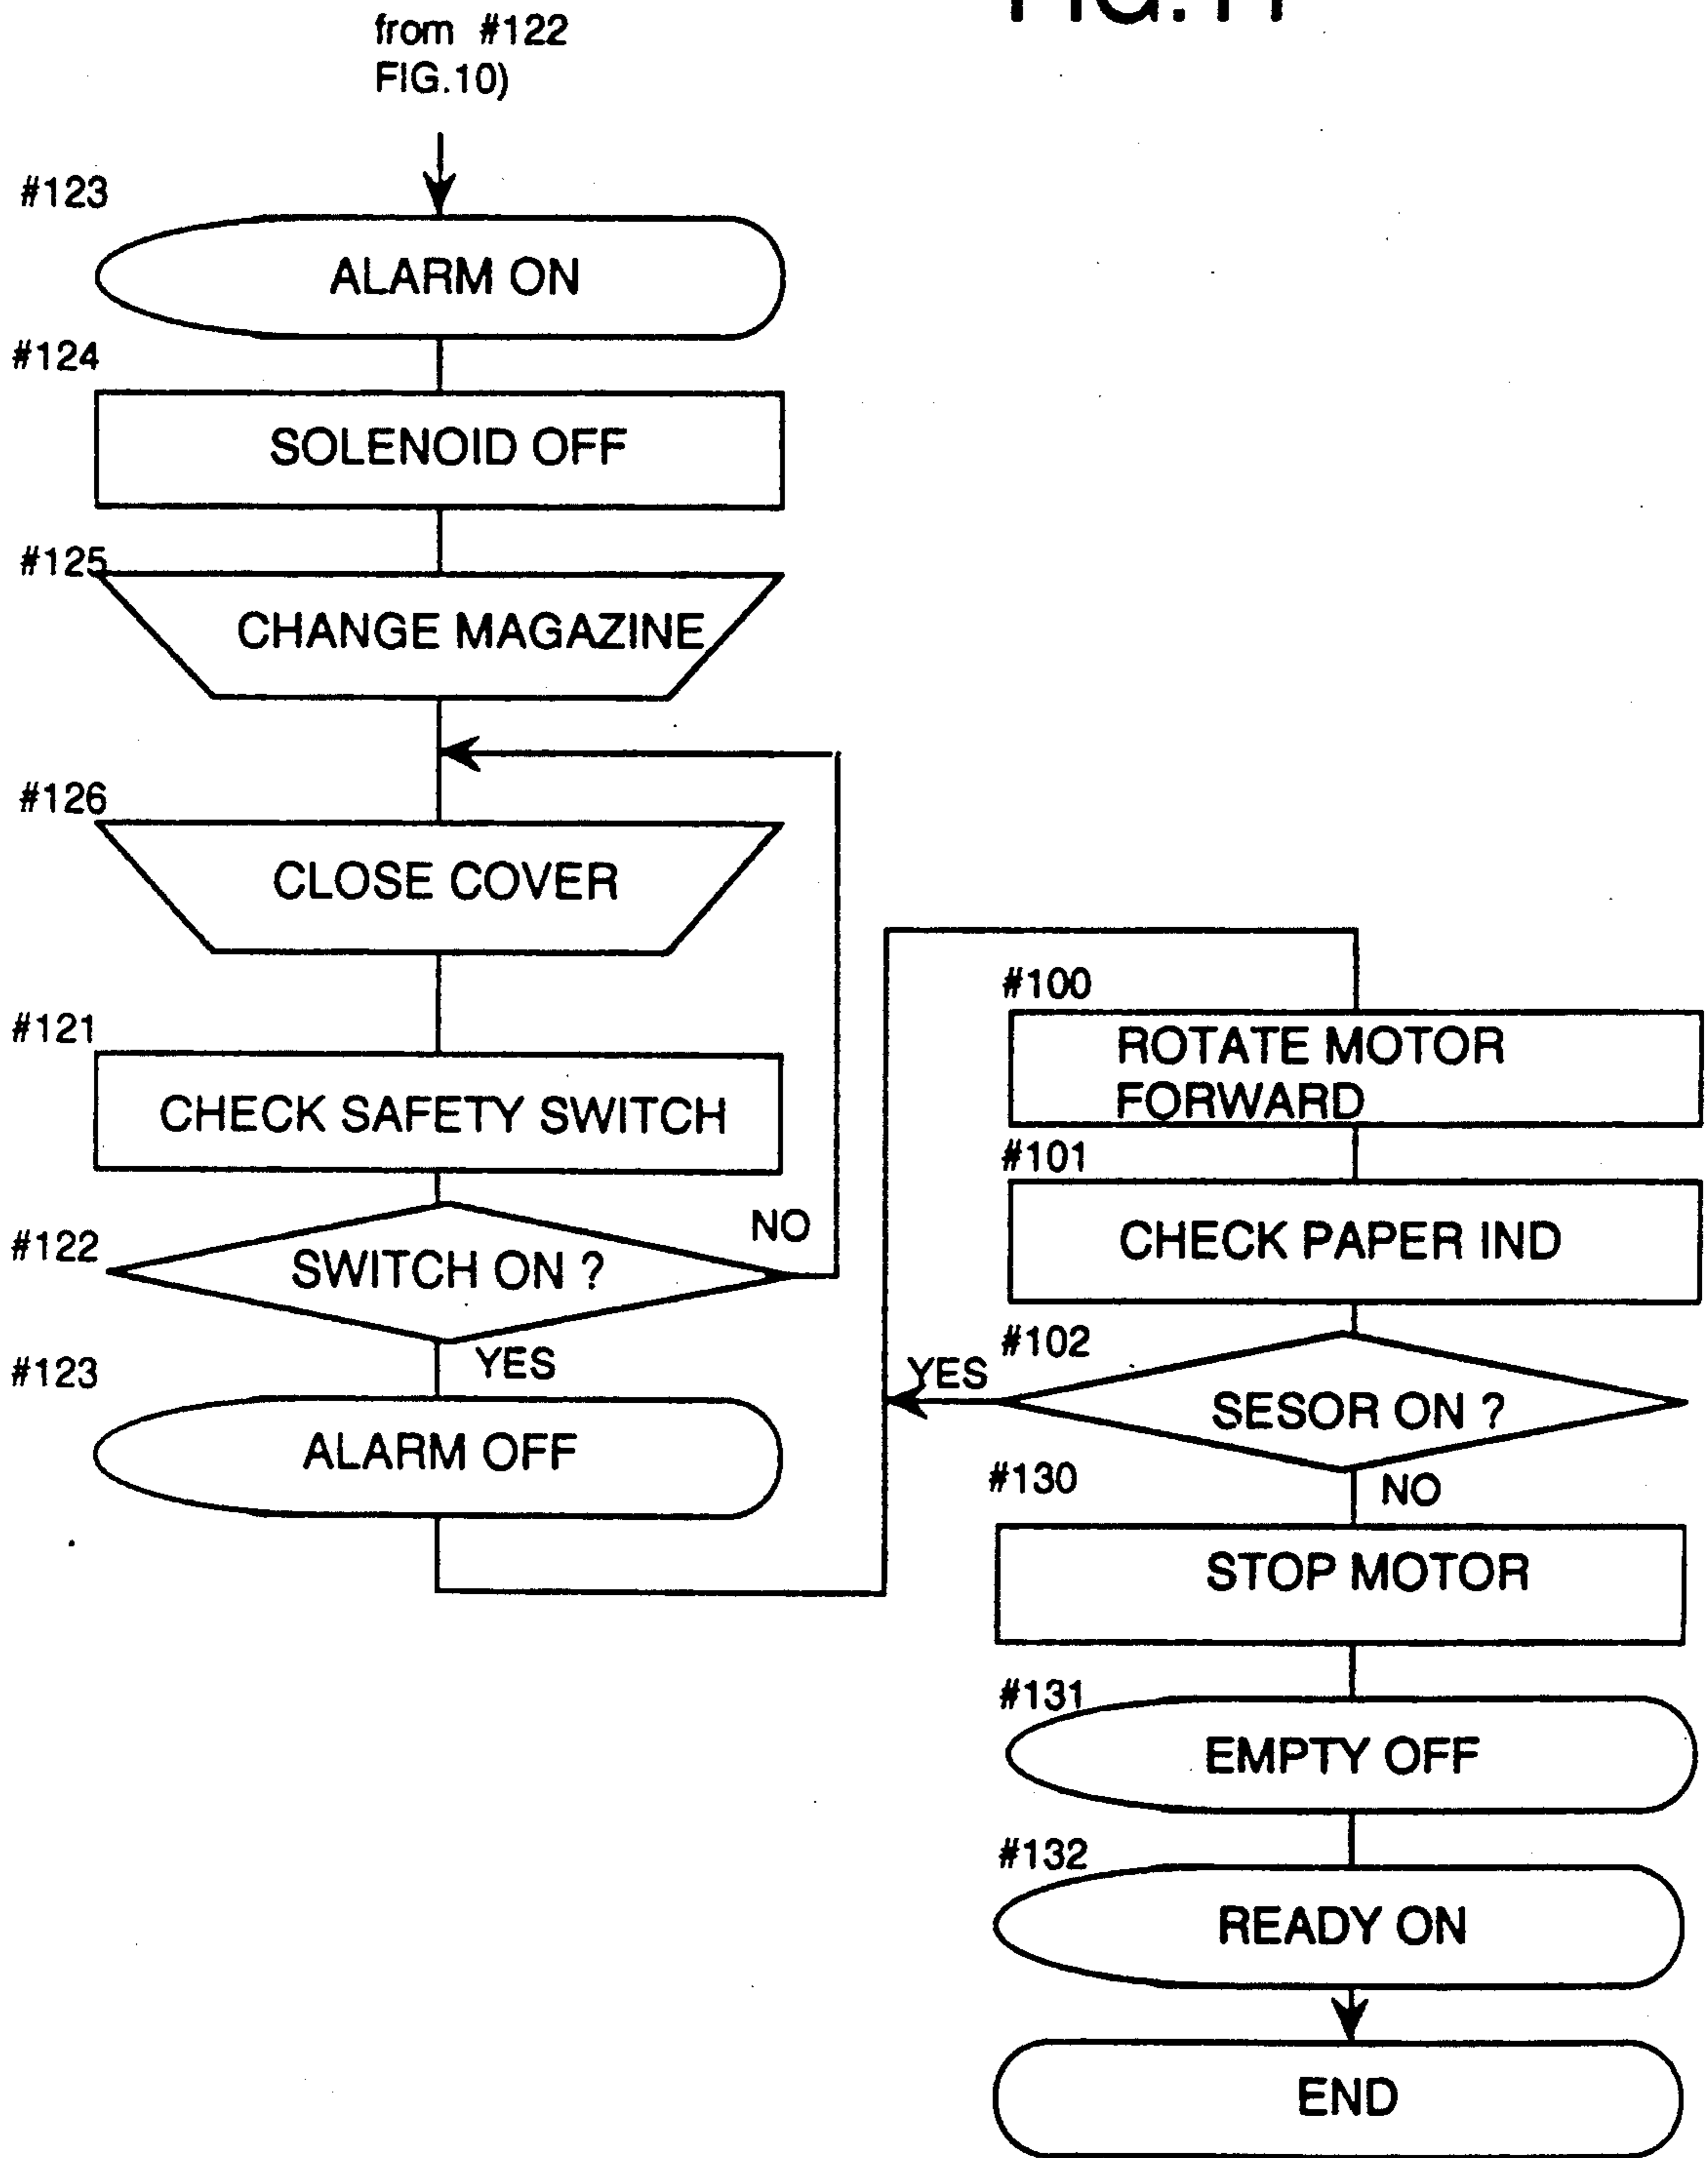 from #122
FIG.10)
#123
ALARM ON
#124
SOLENOID OFF
#125
CHANGE MAGAZINE
#126
CLOSE COVER
#121
CHECK SAFETY SWITCH
#122
SWITCH ON ?
NO
YES
#123
ALARM OFF
#100
ROTATE MOTOR
FORWARD
#101
CHECK PAPER IND
#102
SESOR ON ?
YES
NO
#130
STOP MOTOR
#131
EMPTY OFF
#132
READY ON
END